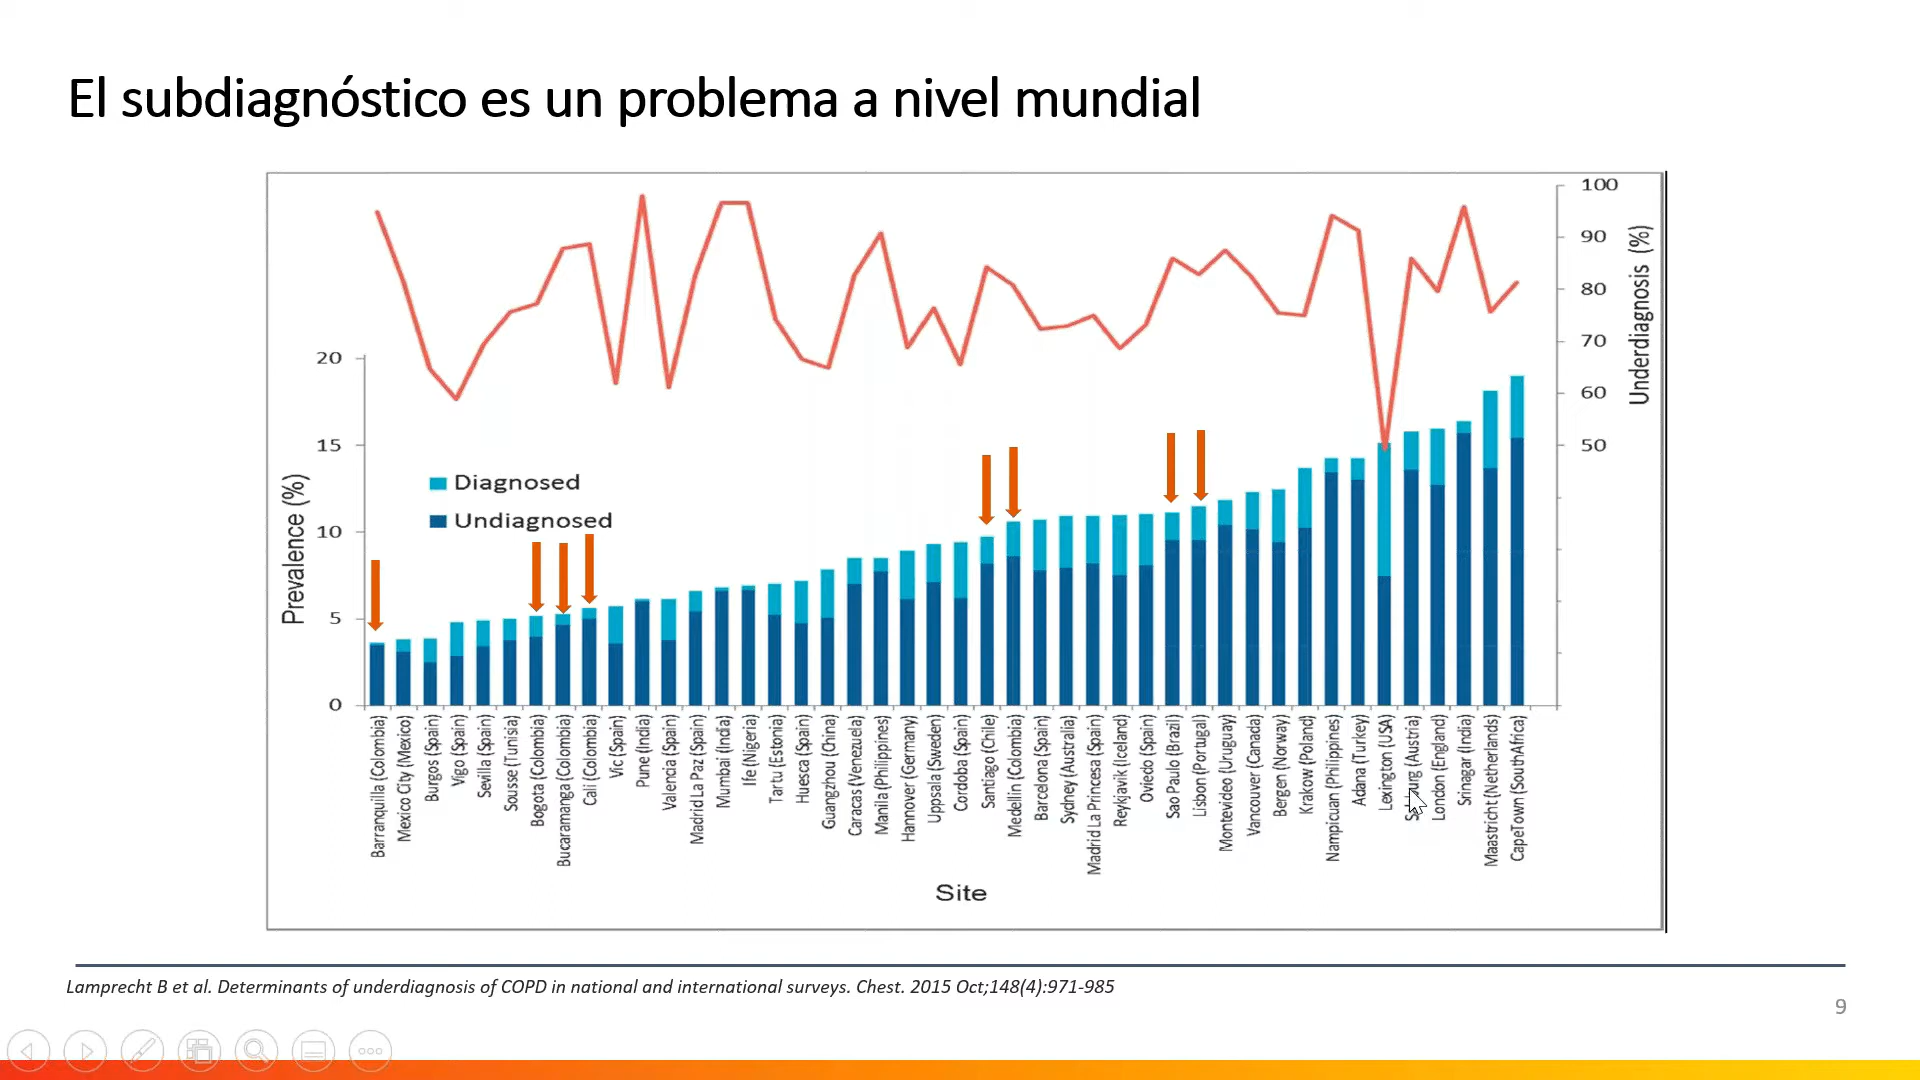 El subdiagnóstico es un problema a nivel mundial
100
90
80
70
60
50
Underdiagnosis (%)
20
15
10
5
0
Prevalence (%)
Diagnosed
Undiagnosed
Barranquilla (Colombia)
Mexico City (Mexico)
Burgos (Spain)
Vigo (Spain)
Sevilla (Spain)
Sousse (Tunisia)
Bogota (Colombia)
Bucaramanga (Colombia)
Cali (Colombia)
Vic (Spain)
Pune (India)
Valencia (Spain)
Madrid La Paz (Spain)
Mumbai (India)
Ife (Nigeria)
Tartu (Estonia)
Huesca (Spain)
Guangzhou (China)
Caracas (Venezuela)
Manila (Philippines)
Hannover (Germany)
Uppsala (Sweden)
Cordoba (Spain)
Santiago (Chile)
Medellin (Colombia)
Barcelona (Spain)
Sydney (Australia)
Madrid La Princesa (Spain)
Reykjavik (Iceland)
Oviedo (Spain)
Sao Paulo (Brazil)
Lisbon (Portugal)
Montevideo (Uruguay)
Vancouver (Canada)
Bergen (Norway)
Krakow (Poland)
Nampicuan (Philippines)
Adana (Turkey)
Lexington (USA)
(Austria)
London (England)
Srinagar (India)
Maastricht (Netherlands)
CapeTown (SouthAfrica)
Site
Lamprecht B et al. Determinants of underdiagnosis of COPD in national and international surveys. Chest. 2015 Oct;148(4):971-985
9